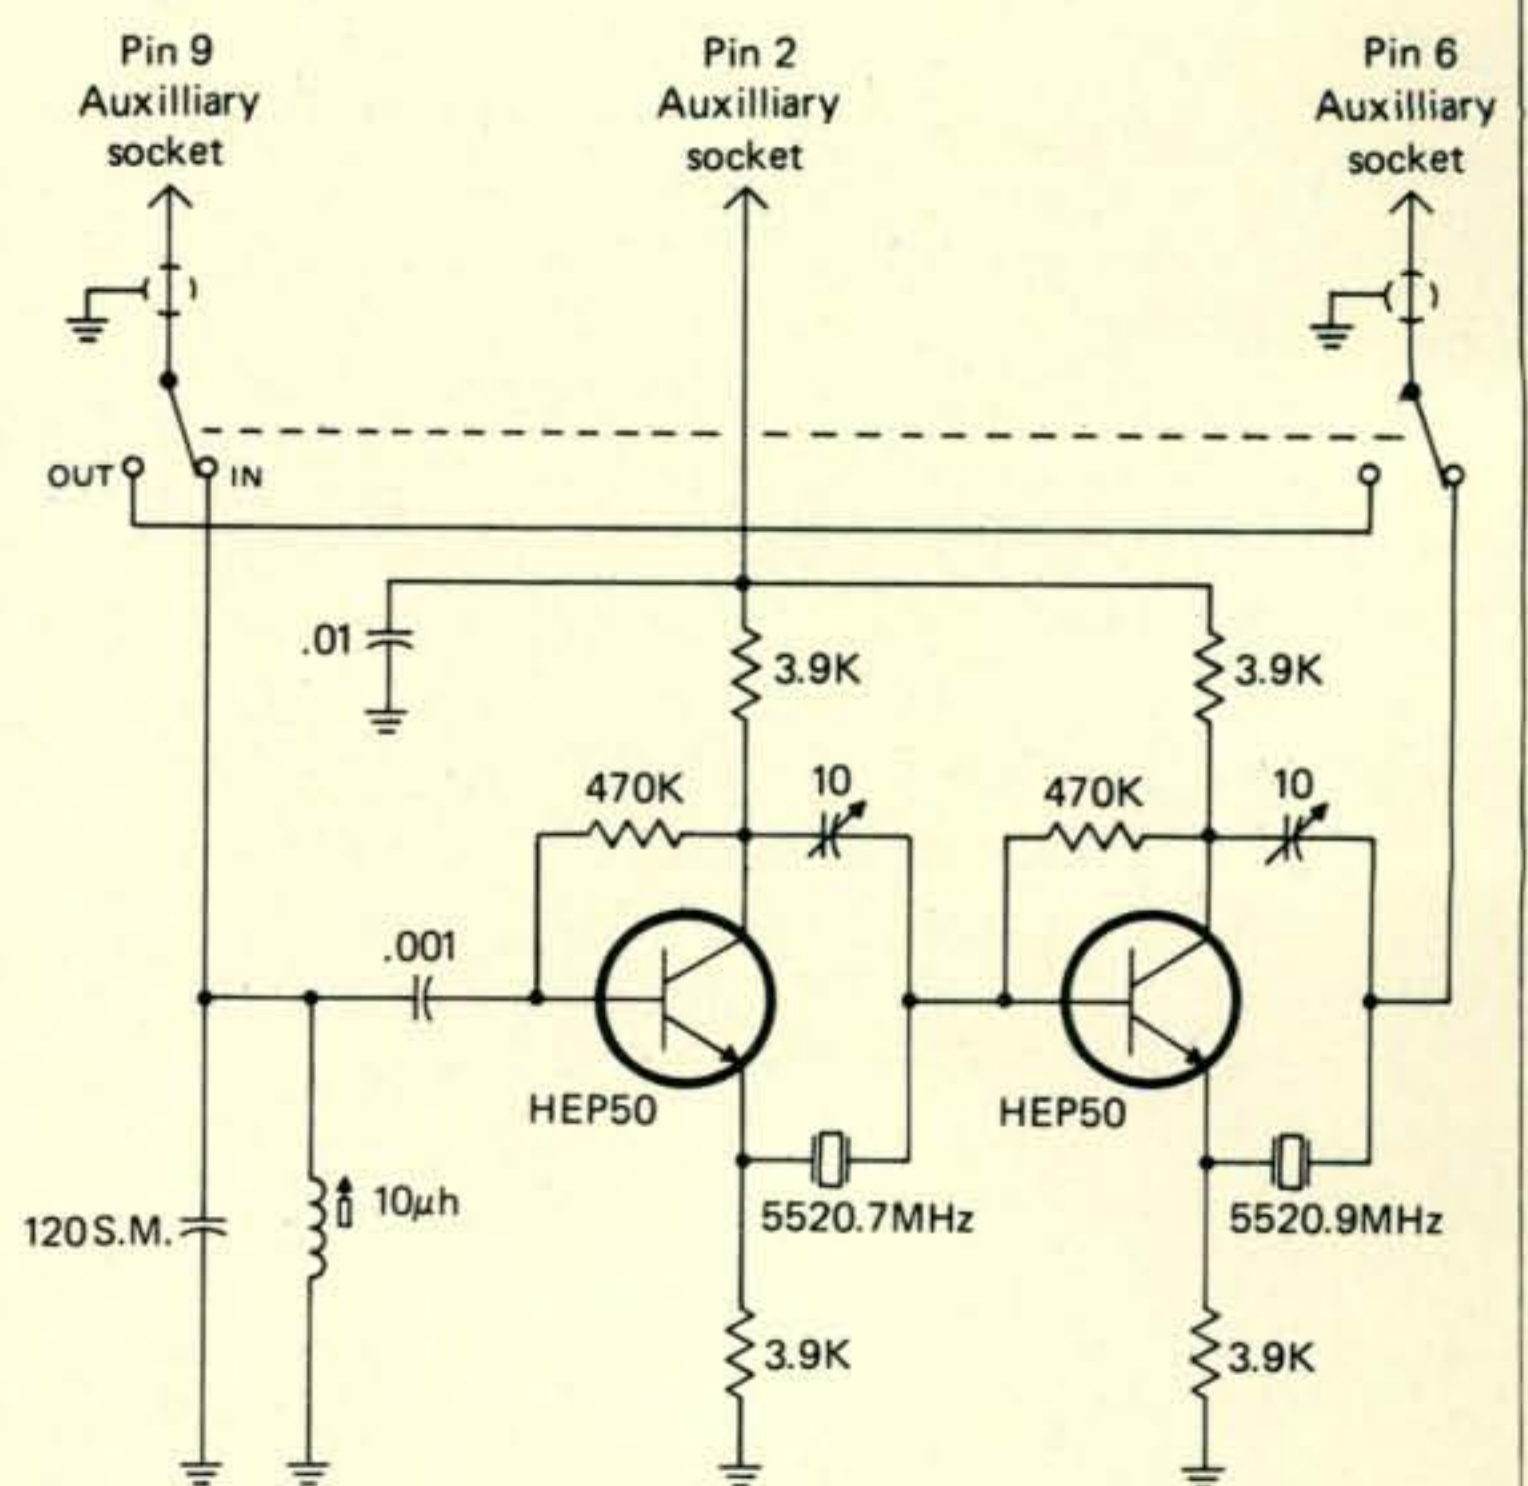 Pin 9
Auxilliary
socket
Pin 2
Auxilliary
socket
Pin 6
Auxilliary
socket
OUT
IN
.01
3.9K
3.9K
470K
10
470K
10
.001
HEP50
HEP50
120 S.M.
10μh
5520.7MHz
5520.9MHz
3.9K
3.9K